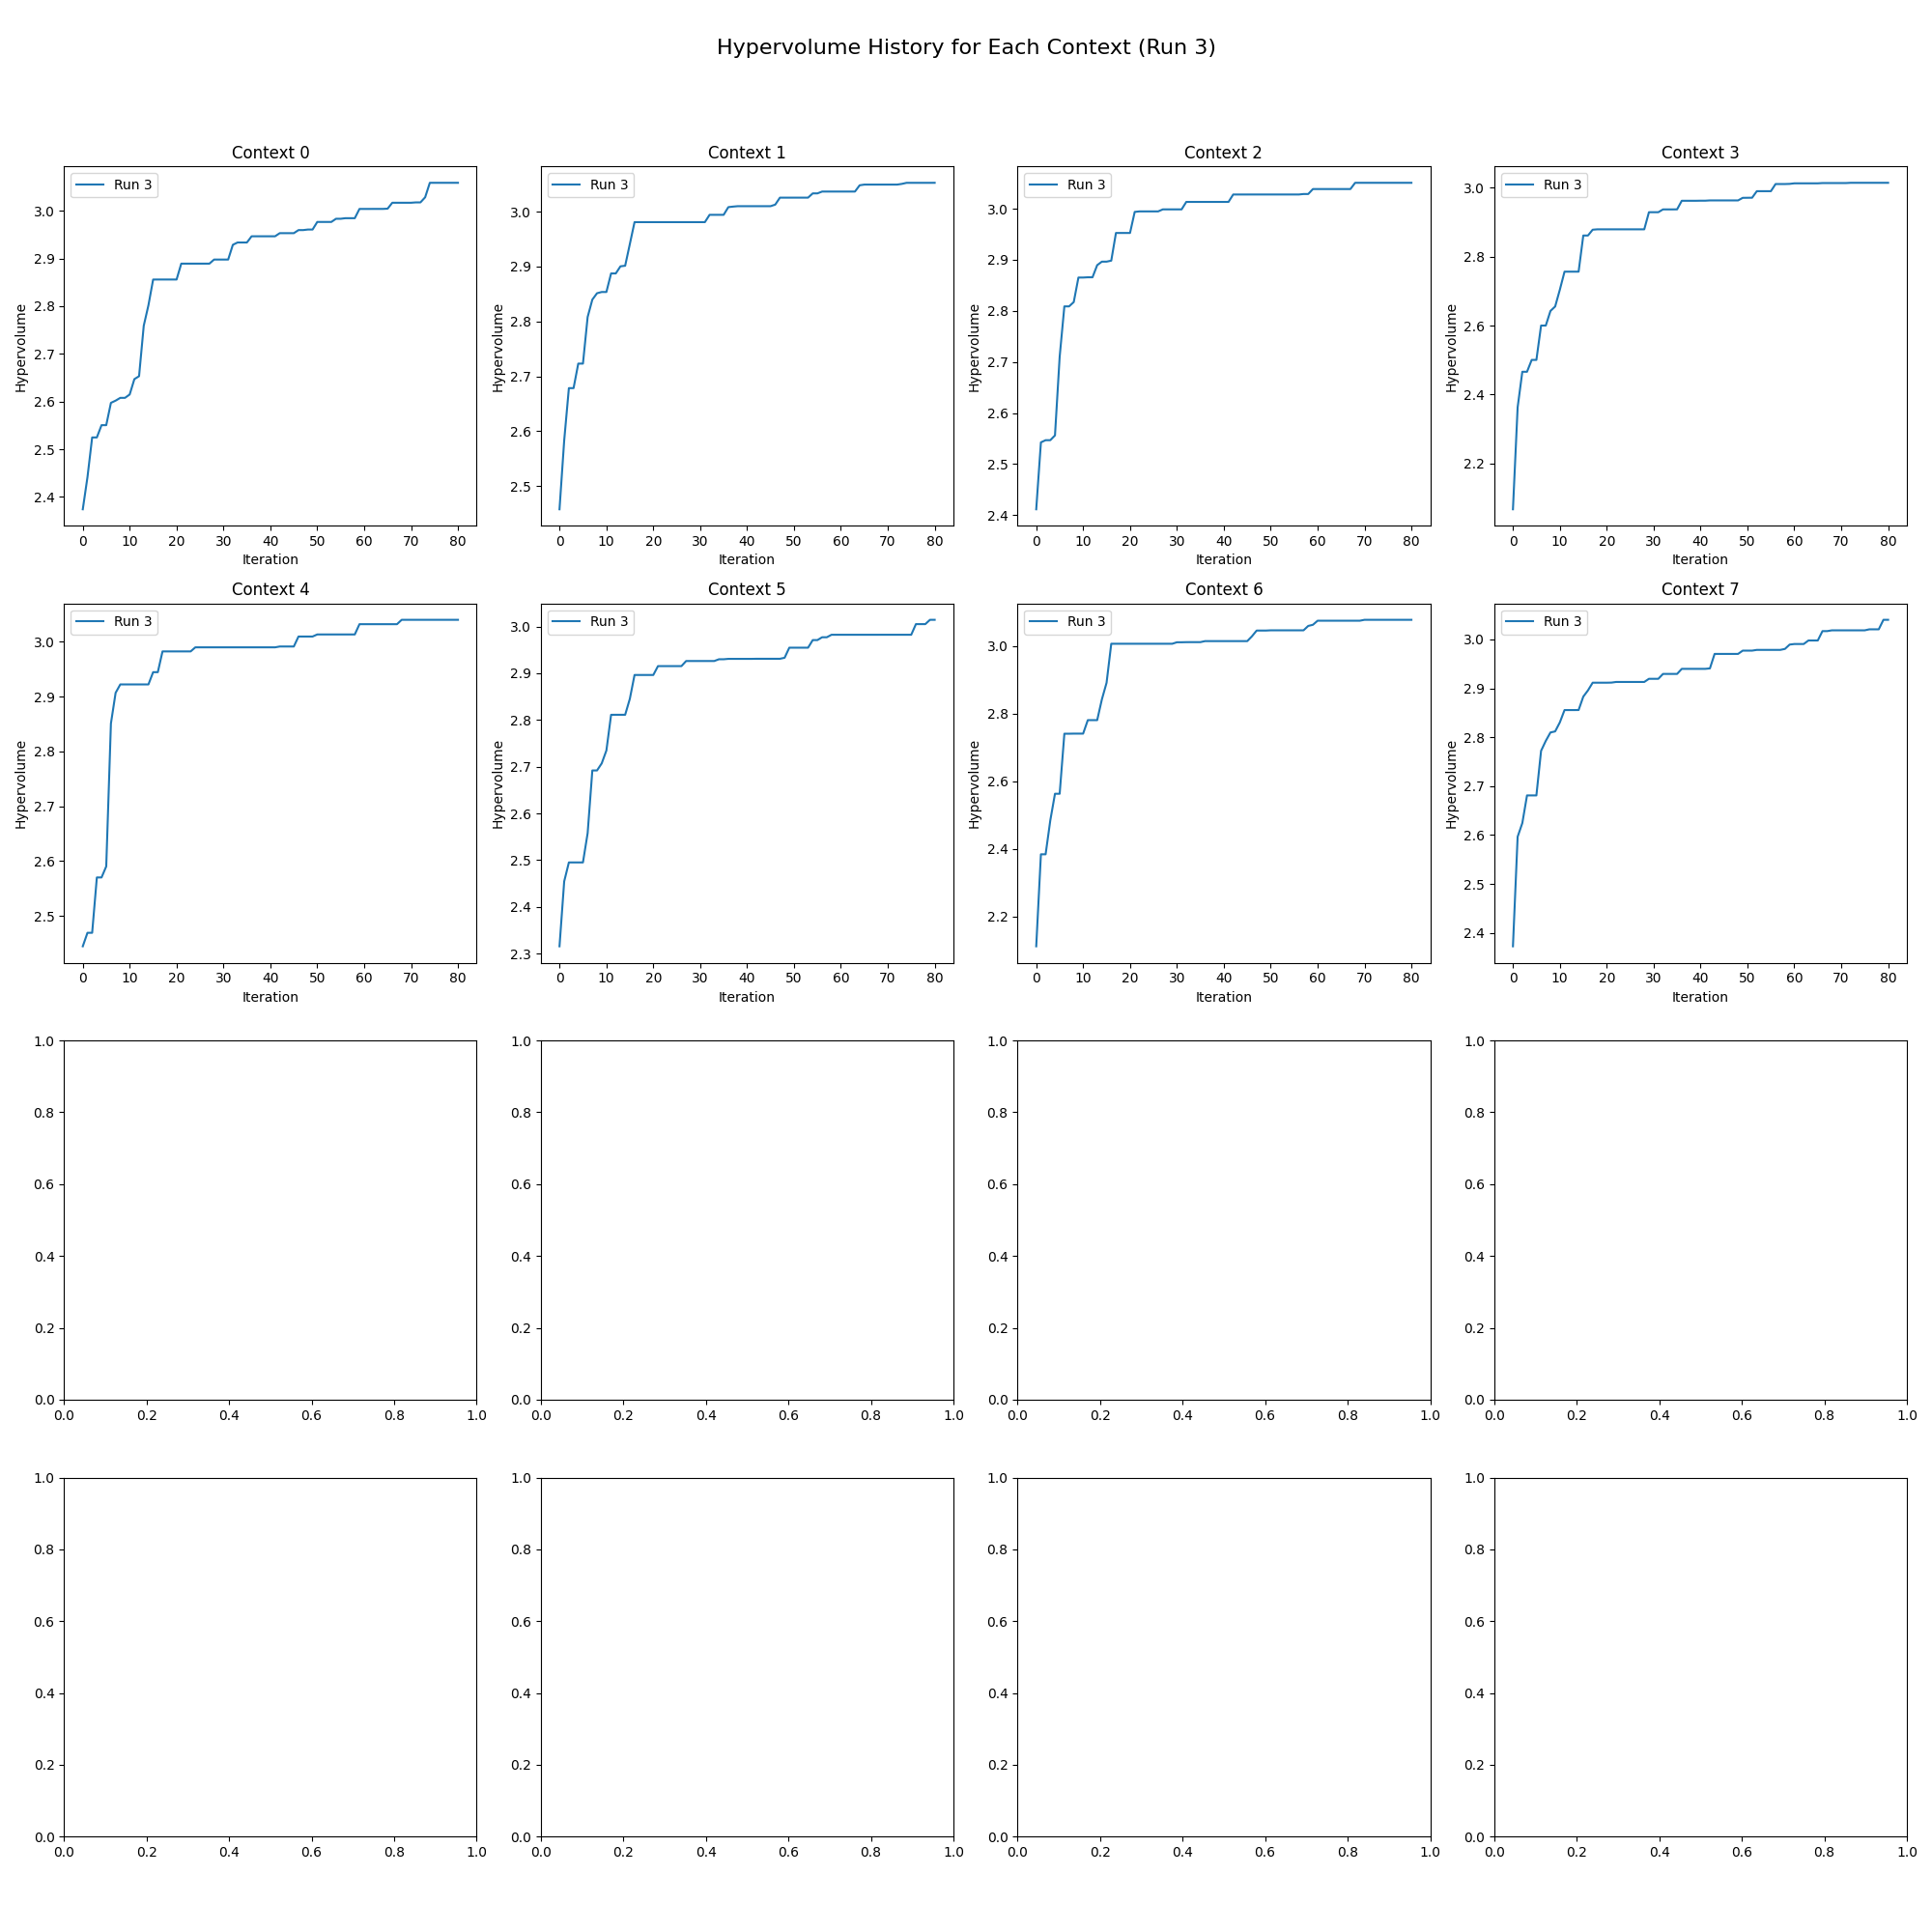 Hypervolume History for Each Context (Run 3)
Context 0 Context 1 Context 2 Context 3
Run 3 Run 3 Run 3 Run 3
Hypervolume Hypervolume Hypervolume Hypervolume
3.0 2.9 2.8 2.7 2.6 2.5 2.4
3.0 2.9 2.8 2.7 2.6 2.5
3.0 2.9 2.8 2.7 2.6 2.5 2.4
3.0 2.8 2.6 2.4 2.2
0 10 20 30 40 50 60 70 80 0 10 20 30 40 50 60 70 80 0 10 20 30 40 50 60 70 80 0 10 20 30 40 50 60 70 80
Iteration Iteration Iteration Iteration
Context 4 Context 5 Context 6 Context 7
Run 3 Run 3 Run 3 Run 3
Hypervolume Hypervolume Hypervolume Hypervolume
3.0 2.9 2.8 2.7 2.6 2.5
3.0 2.9 2.8 2.7 2.6 2.5 2.4 2.3
3.0 2.8 2.6 2.4 2.2
3.0 2.9 2.8 2.7 2.6 2.5 2.4
0 10 20 30 40 50 60 70 80 0 10 20 30 40 50 60 70 80 0 10 20 30 40 50 60 70 80 0 10 20 30 40 50 60 70 80
Iteration Iteration Iteration Iteration
1.0 1.0 1.0 1.0
0.8 0.8 0.8 0.8
0.6 0.6 0.6 0.6
0.4 0.4 0.4 0.4
0.2 0.2 0.2 0.2
0.0 0.0 0.0 0.0
0.0 0.2 0.4 0.6 0.8 1.0 0.0 0.2 0.4 0.6 0.8 1.0 0.0 0.2 0.4 0.6 0.8 1.0 0.0 0.2 0.4 0.6 0.8 1.0
1.0 1.0 1.0 1.0
0.8 0.8 0.8 0.8
0.6 0.6 0.6 0.6
0.4 0.4 0.4 0.4
0.2 0.2 0.2 0.2
0.0 0.0 0.0 0.0
0.0 0.2 0.4 0.6 0.8 1.0 0.0 0.2 0.4 0.6 0.8 1.0 0.0 0.2 0.4 0.6 0.8 1.0 0.0 0.2 0.4 0.6 0.8 1.0